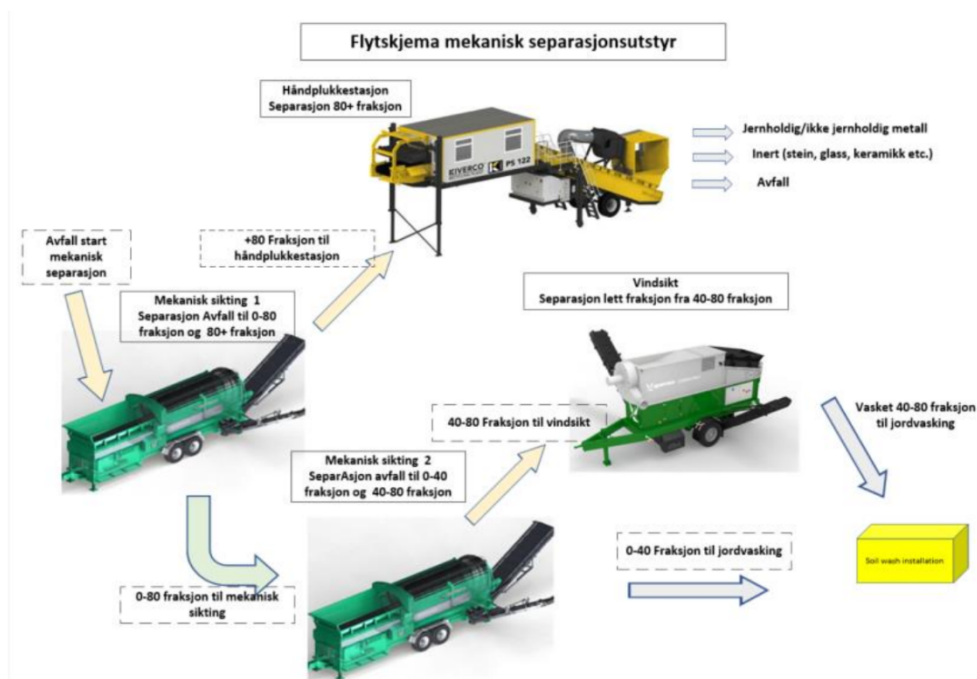 Flytskjema mekanisk separasjonsutstyr
Håndplukkestasjon
Separasjon 80+ fraksjon
KIVERCO
PS 122
Jernholdig/ikke jernholdig metall
Inert (stein, glass, keramikk etc.)
Avfall
Avfall start
mekanisk
separasjon
+80 Fraksjon til
håndplukkestasjon
Mekanisk sikting 1
Separasjon Avfall til 0-80
fraksjon og 80+ fraksjon
Vindsikt
Separasjon lett fraksjon fra 40-80 fraksjon
40-80 Fraksjon til vindsikt
Vasket 40-80 fraksjon
til jordvasking
Mekanisk sikting 2
SeparAsjon avfall til 0-40
fraksjon og 40-80 fraksjon
0-40 Fraksjon til jordvasking
Soil wash installation
0-80 fraksjon til mekanisk
sikting